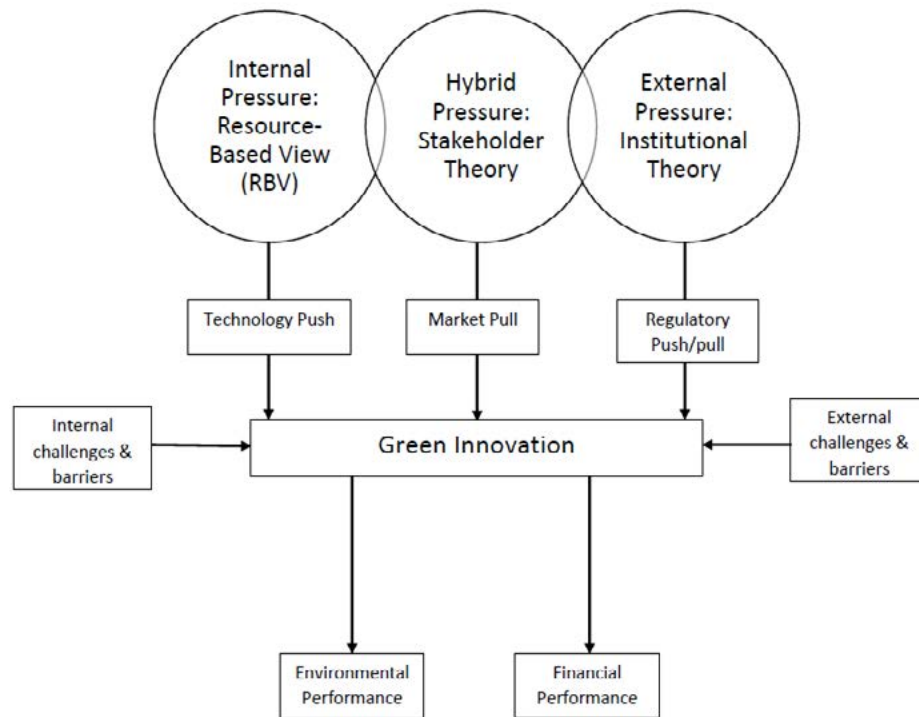 Internal
Pressure:
Resource-
Based View
(RBV)
Hybrid
Pressure:
Stakeholder
Theory
External
Pressure:
Institutional
Theory
Technology Push
Market Pull
Regulatory
Push/pull
Internal
challenges &
barriers
Green Innovation
External
challenges &
barriers
Environmental
Performance
Financial
Performance